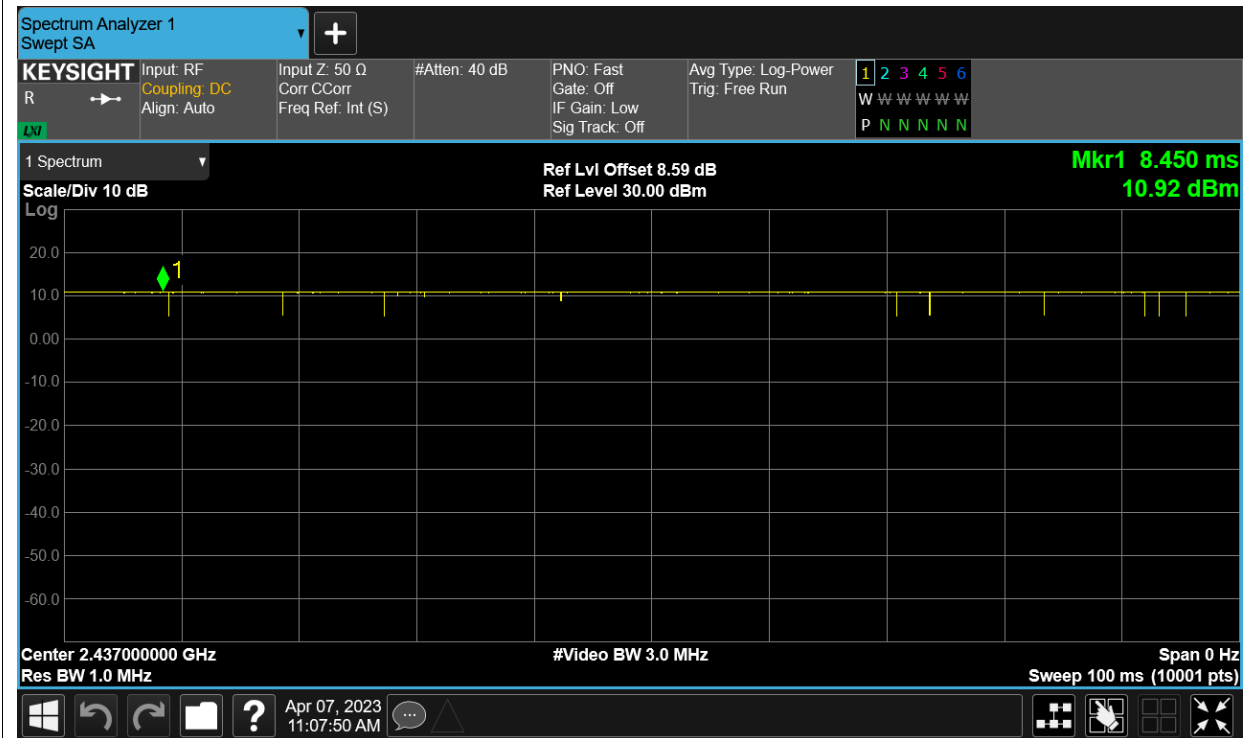 Spectrum Analyzer 1
Swept SA
KEYSIGHT
R
LXI
Input: RF
Coupling: DC
Align: Auto
Input Z: 50 Ω
Corr CCorr
Freq Ref: Int (S)
#Atten: 40 dB
PNO: Fast
Gate: Off
IF Gain: Low
Sig Track: Off
Avg Type: Log-Power
Trig: Free Run
1 2 3 4 5 6
W W W W W W
P N N N N N
1 Spectrum
Scale/Div 10 dB
Ref Lvl Offset 8.59 dB
Ref Level 30.00 dBm
Mkr1 8.450 ms
10.92 dBm
Log
20.0
10.0
0.00
-10.0
-20.0
-30.0
-40.0
-50.0
-60.0
1
Center 2.437000000 GHz
Res BW 1.0 MHz
#Video BW 3.0 MHz
Span 0 Hz
Sweep 100 ms (10001 pts)
?
Apr 07, 2023
11:07:50 AM